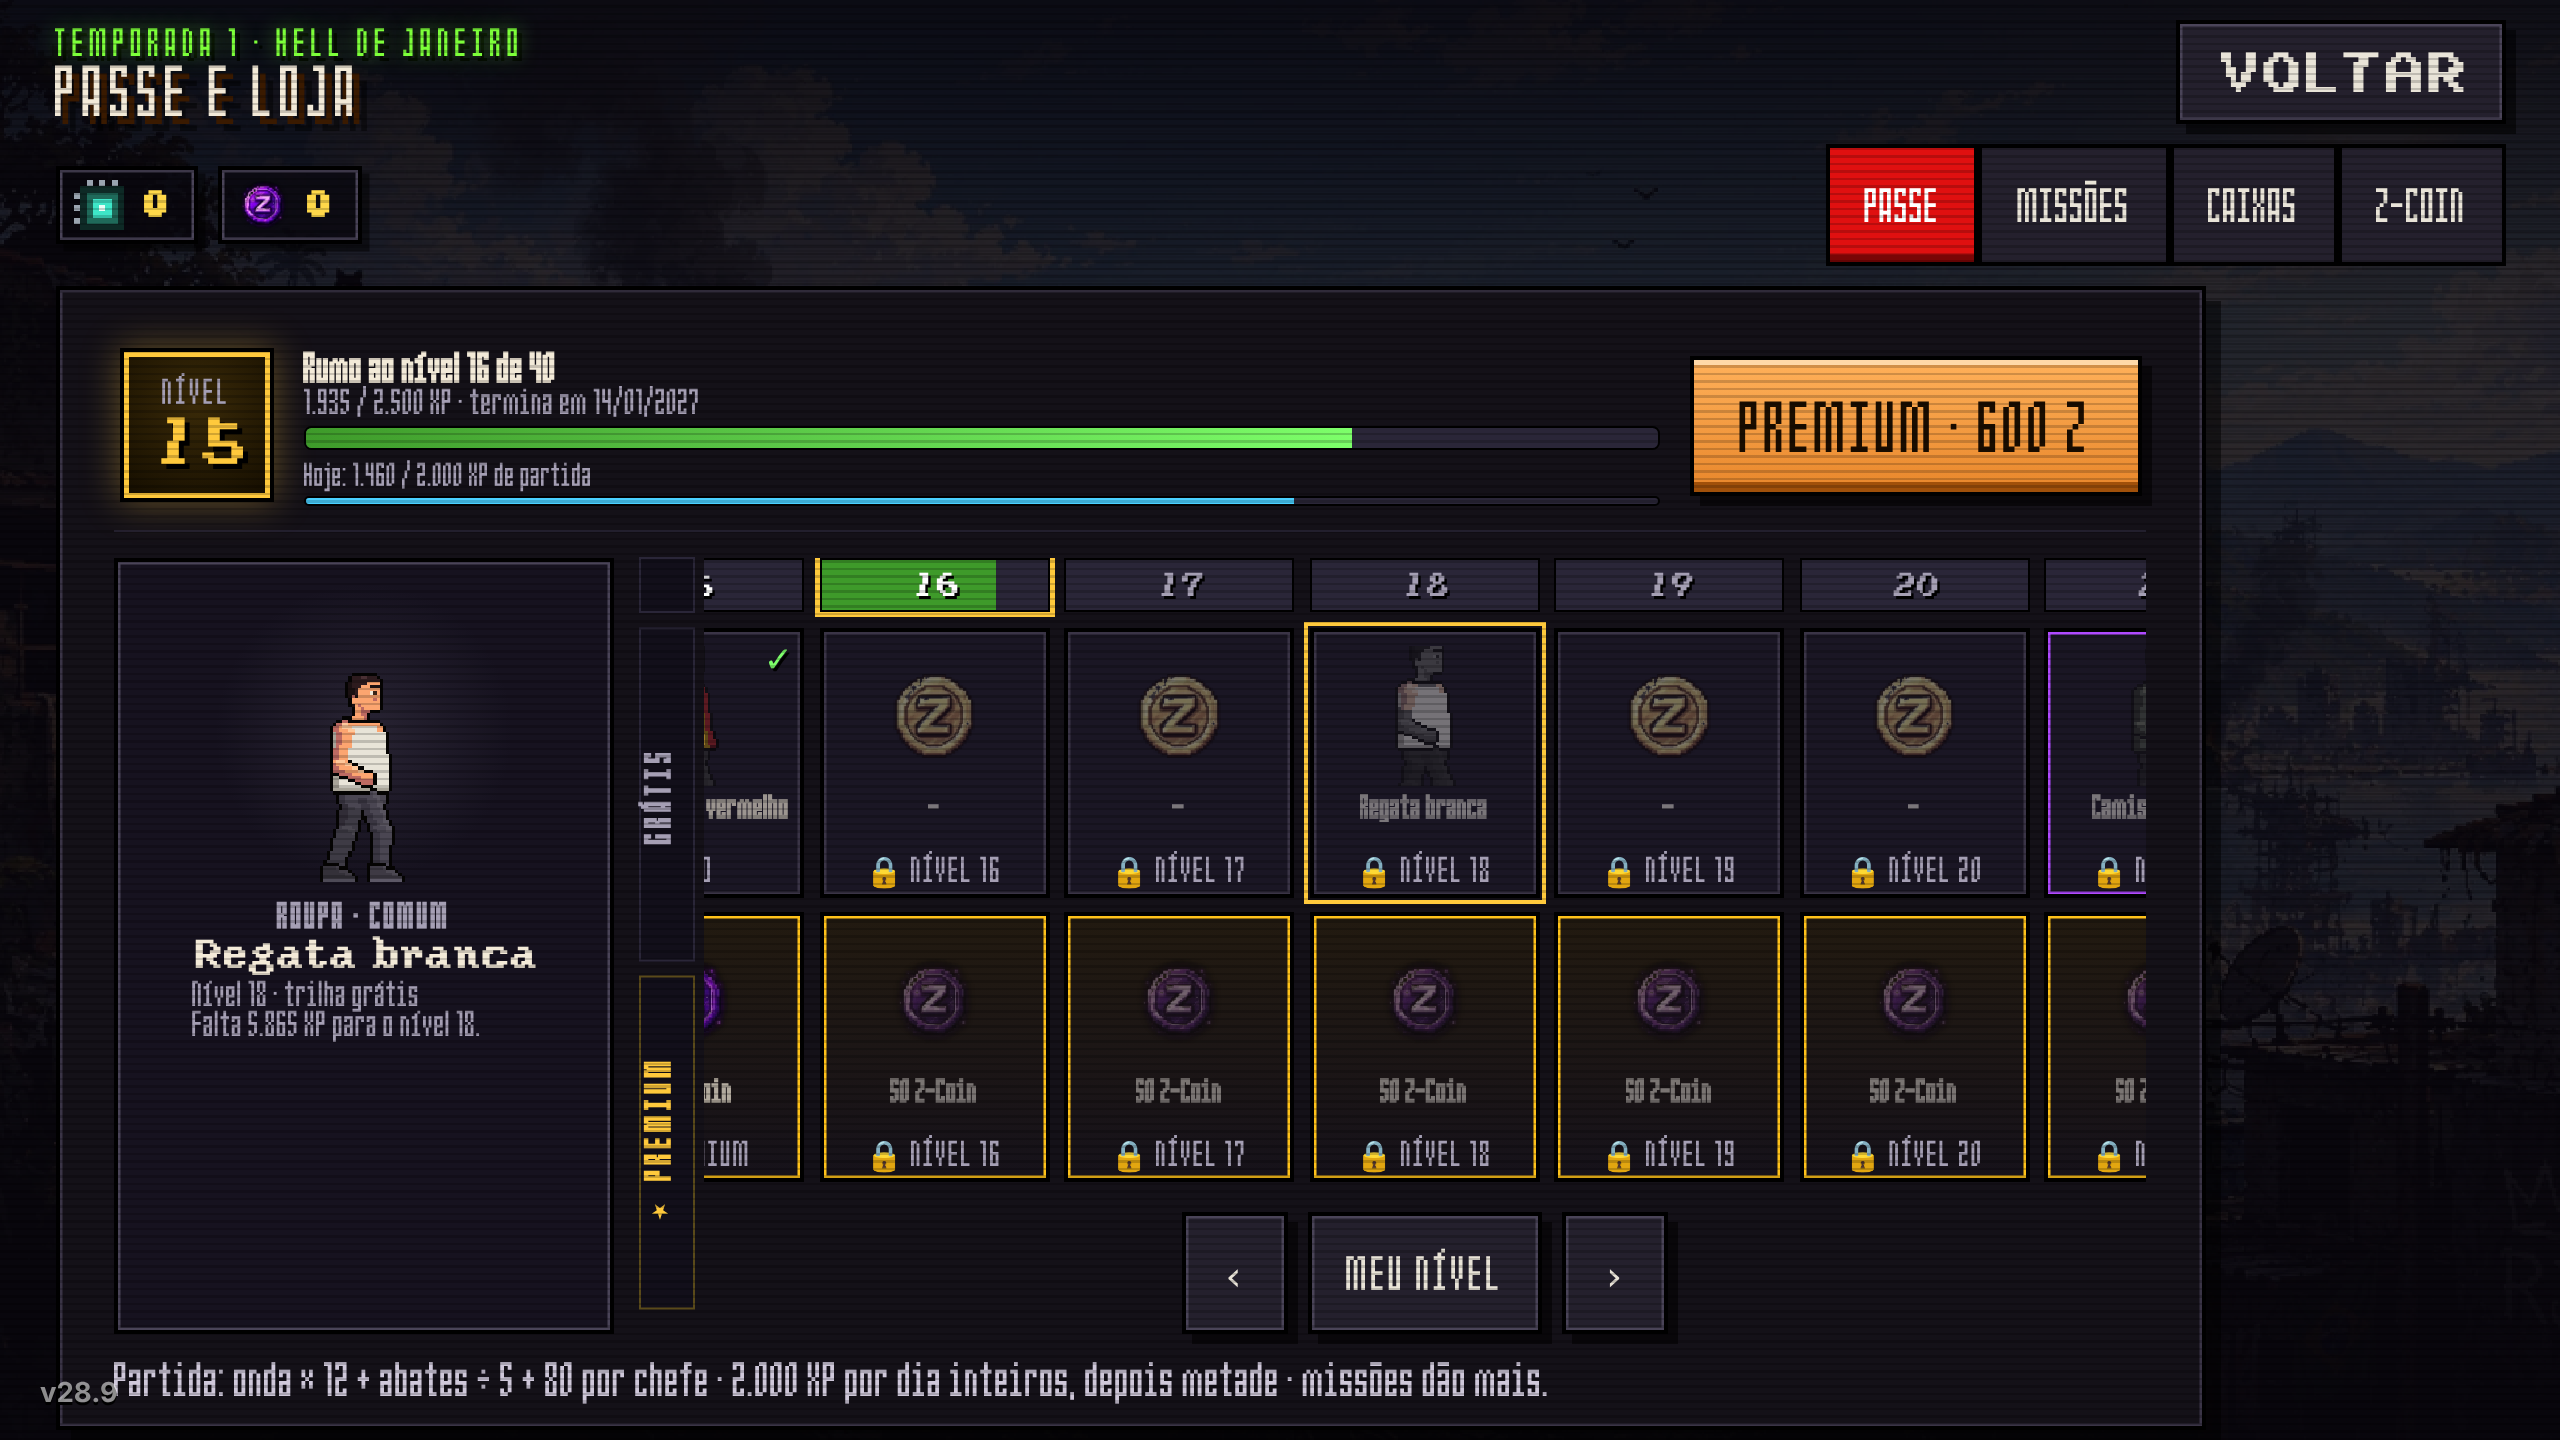 TEMPORADA 1 · HELL DE JANEIRO
PASSE E LOJA
VOLTAR
0
0
PASSE
MISSÕES
CAIXAS
Z-COIN
NÍVEL
15
Rumo ao nível 16 de 40
1.935 / 2.500 XP · termina em 14/01/2027
Hoje: 1.460 / 2.000 XP de partida
PREMIUM · 600 Z
16
17
18
19
20
GRÁTIS
vermelho
-
-
Regata branca
-
-
Camis
NÍVEL 16
NÍVEL 17
NÍVEL 18
NÍVEL 19
NÍVEL 20
N
ROUPA · COMUM
Regata branca
Nível 18 · trilha grátis
Falta 5.865 XP para o nível 18.
★ PREMIUM
oin
50 Z-Coin
50 Z-Coin
50 Z-Coin
50 Z-Coin
50 Z-Coin
50 Z
IUM
NÍVEL 16
NÍVEL 17
NÍVEL 18
NÍVEL 19
NÍVEL 20
N
‹
MEU NÍVEL
›
Partida: onda × 12 + abates ÷ 5 + 80 por chefe · 2.000 XP por dia inteiros, depois metade · missões dão mais.
v28.9